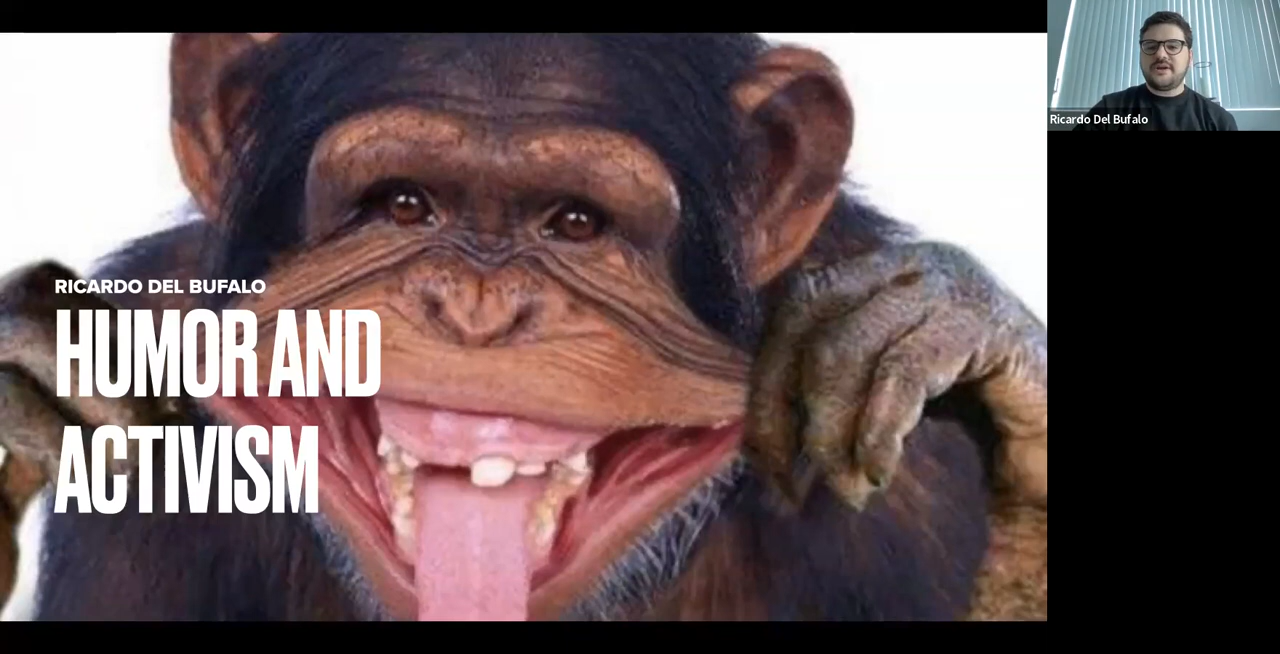 RICARDO DEL BUFALO
HUMOR AND
ACTIVISM
Ricardo Del Bufalo